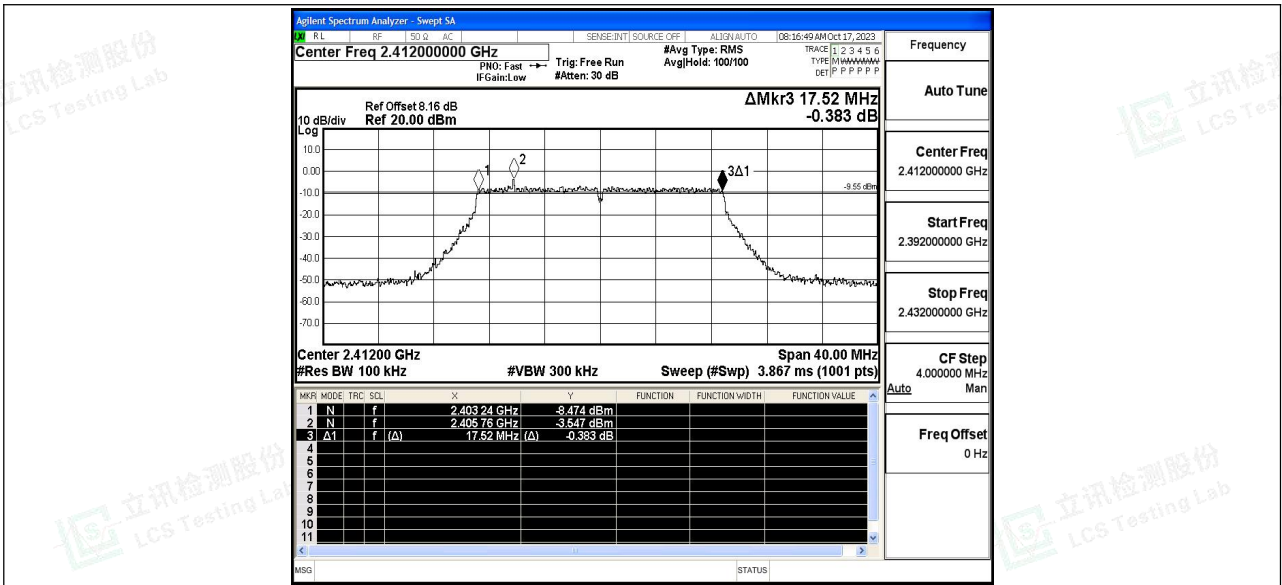 Agilent Spectrum Analyzer - Swept SA
RL RF 50 Ω AC SENSE:INT SOURCE OFF ALIGN AUTO 08:16:49 AM Oct 17, 2023
Center Freq 2.412000000 GHz
PNO: Fast
IFGain:Low
Trig: Free Run
#Atten: 30 dB
#Avg Type: RMS
Avg|Hold: 100/100
TRACE 1 2 3 4 5 6
TYPE M W W W W W
DET P P P P P P
Ref Offset 8.16 dB
10 dB/div Ref 20.00 dBm
Log
ΔMkr3 17.52 MHz
-0.383 dB
10.0
0.00
-10.0
-20.0
-30.0
-40.0
-50.0
-60.0
-70.0
1
2
3Δ1
-9.55 dBm
Center 2.41200 GHz Span 40.00 MHz
#Res BW 100 kHz #VBW 300 kHz Sweep (#Swp) 3.867 ms (1001 pts)
MKR MODE TRC SCL X Y FUNCTION FUNCTION WIDTH FUNCTION VALUE
1 N f 2.403 24 GHz -8.474 dBm
2 N f 2.405 76 GHz -3.547 dBm
3 Δ1 f (Δ) 17.52 MHz (Δ) -0.383 dB
4
5
6
7
8
9
10
11
MSG STATUS
Frequency
Auto Tune
Center Freq
2.412000000 GHz
Start Freq
2.392000000 GHz
Stop Freq
2.432000000 GHz
CF Step
4.000000 MHz
Auto Man
Freq Offset
0 Hz
立讯检测股份
LCS Testing Lab
立讯检测
LCS Tes
立讯检测股份
LCS Testing Lab
立讯检测股份
LCS Testing Lab